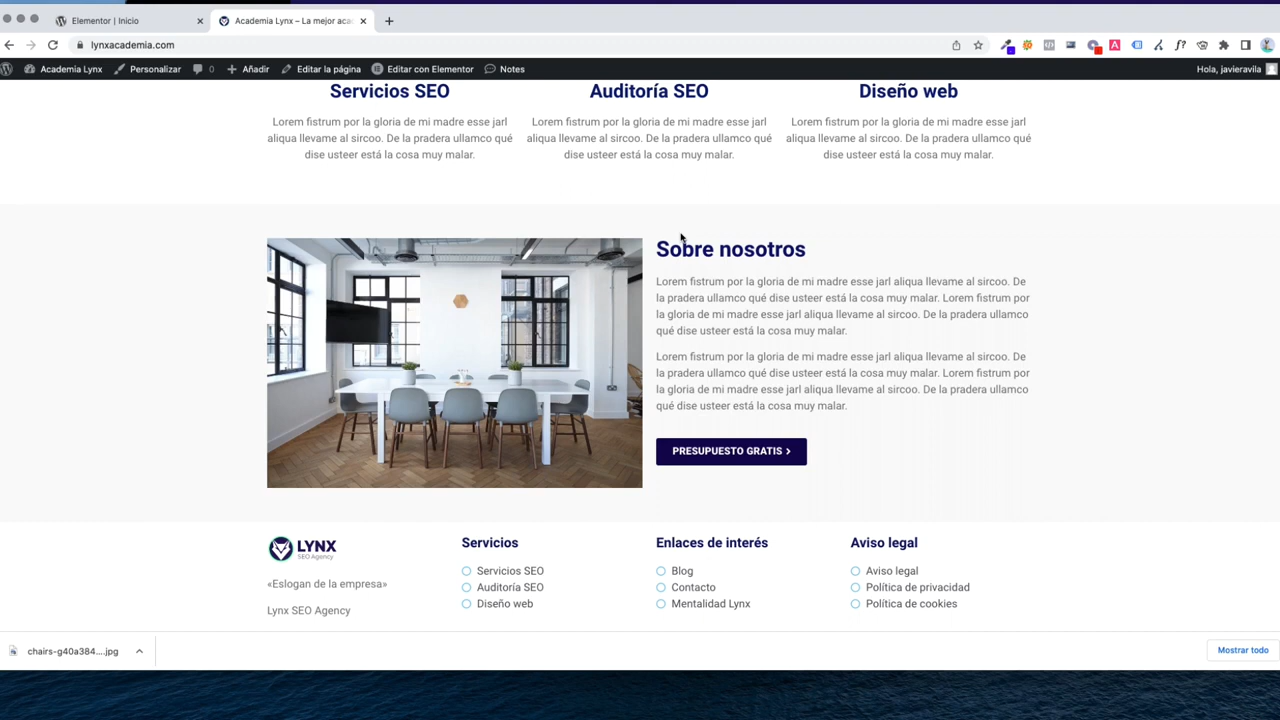 Elementor | Inicio
Academia Lynx – La mejor aca
lynxacademia.com
Academia Lynx Personalizar 0 Añadir Editar la página Editar con Elementor Notes Hola, javieravila
Servicios SEO
Lorem fistrum por la gloria de mi madre esse jarl
aliqua llevame al sircoo. De la pradera ullamco qué
dise usteer está la cosa muy malar.
Auditoría SEO
Lorem fistrum por la gloria de mi madre esse jarl
aliqua llevame al sircoo. De la pradera ullamco qué
dise usteer está la cosa muy malar.
Diseño web
Lorem fistrum por la gloria de mi madre esse jarl
aliqua llevame al sircoo. De la pradera ullamco qué
dise usteer está la cosa muy malar.
Sobre nosotros
Lorem fistrum por la gloria de mi madre esse jarl aliqua llevame al sircoo. De
la pradera ullamco qué dise usteer está la cosa muy malar. Lorem fistrum por
la gloria de mi madre esse jarl aliqua llevame al sircoo. De la pradera ullamco
qué dise usteer está la cosa muy malar.
Lorem fistrum por la gloria de mi madre esse jarl aliqua llevame al sircoo. De
la pradera ullamco qué dise usteer está la cosa muy malar. Lorem fistrum por
la gloria de mi madre esse jarl aliqua llevame al sircoo. De la pradera ullamco
qué dise usteer está la cosa muy malar.
PRESUPUESTO GRATIS
LYNX
SEO Agency
«Eslogan de la empresa»
Lynx SEO Agency
Servicios
Servicios SEO
Auditoría SEO
Diseño web
Enlaces de interés
Blog
Contacto
Mentalidad Lynx
Aviso legal
Aviso legal
Política de privacidad
Política de cookies
chairs-g40a384....jpg
Mostrar todo